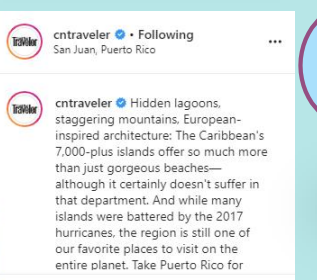 Traveler
cntraveler • Following
San Juan, Puerto Rico
...
Traveler
cntraveler Hidden lagoons,
staggering mountains, European-
inspired architecture: The Caribbean's
7,000-plus islands offer so much more
than just gorgeous beaches—
although it certainly doesn't suffer in
that department. And while many
islands were battered by the 2017
hurricanes, the region is still one of
our favorite places to visit on the
entire planet. Take Puerto Rico for